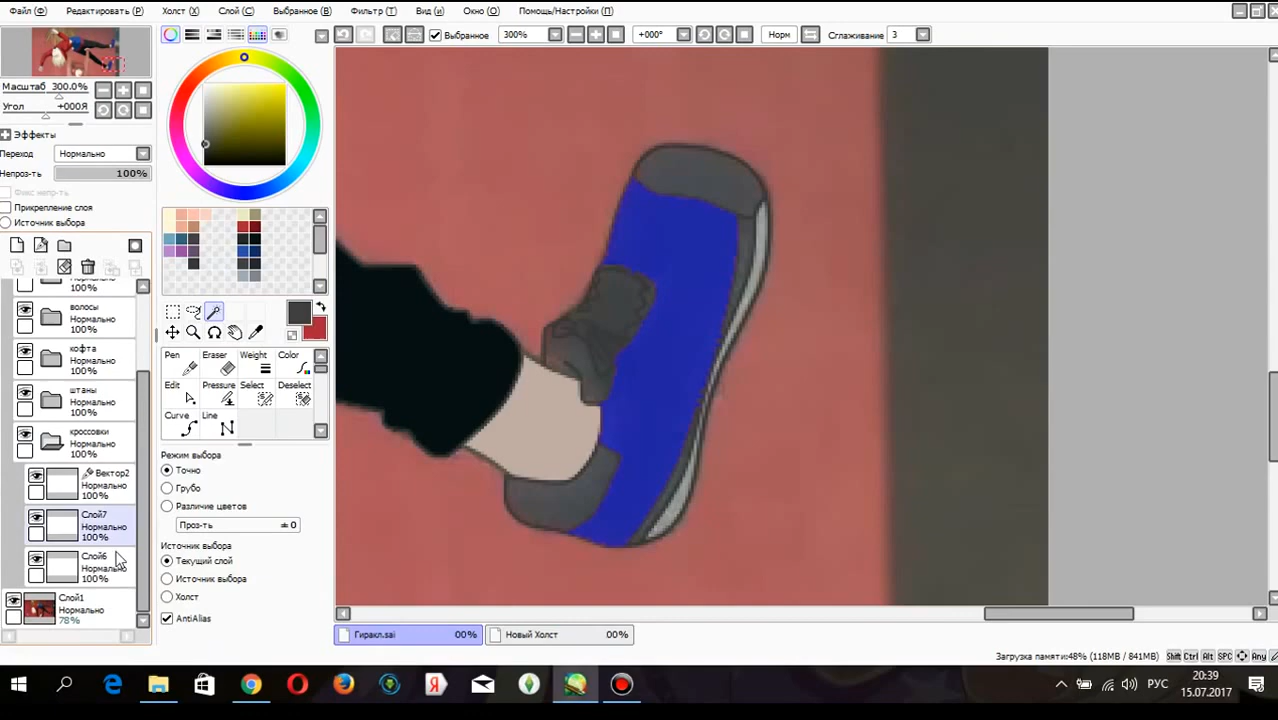 Файл (Ф) Редактировать (P) Холст (X) Слой (С) Выбранное (B) Фильтр (T) Вид (и) Окно (O) Помощь/Настройки (П)
Выбранное 300% +000° Норм Сглаживание 3
Масштаб 300.0%
Угол +000Я
Эффекты
Переход Нормально
Непроз-ть 100%
Фикс непр-ть
Прикрепление слоя
Источник выбора
100%
волосы
Нормально
100%
кофта
Нормально
100%
штаны
Нормально
100%
кроссовки
Нормально
100%
Вектор2
Нормально
100%
Слой7
Нормально
100%
Слой6
Нормально
100%
Слой1
Нормально
78%
Pen Eraser Weight Color
Edit Pressure Select Deselect
Curve Line
Режим выбора
Точно
Грубо
Различие цветов
Проз-ть ±0
Источник выбора
Текущий слой
Источник выбора
Холст
AntiAlias
Гиракл.sai 00% Новый Холст 00%
Загрузка памяти:48% (118MB / 841MB) Shift Ctrl Alt SPC Any
РУС
20:39
15.07.2017